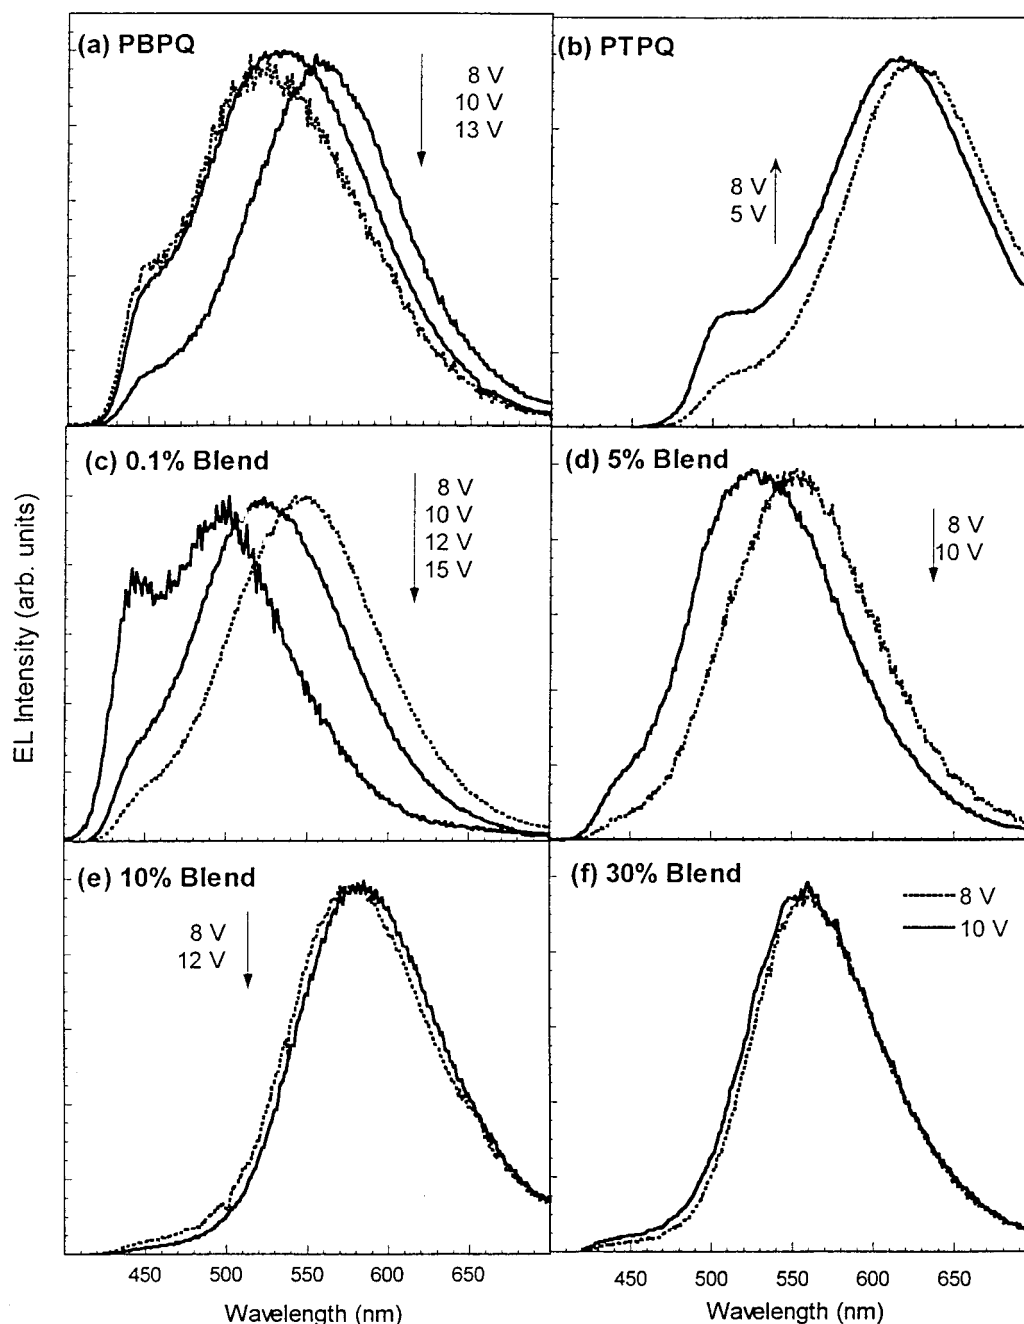 (a) PBPQ
8 V
10 V
13 V
(b) PTPQ
8 V
5 V
(c) 0.1% Blend
8 V
10 V
12 V
15 V
(d) 5% Blend
8 V
10 V
EL Intensity (arb. units)
(e) 10% Blend
8 V
12 V
(f) 30% Blend
8 V
10 V
450 500 550 600 650
450 500 550 600 650
Wavelength (nm)
Wavelength (nm)